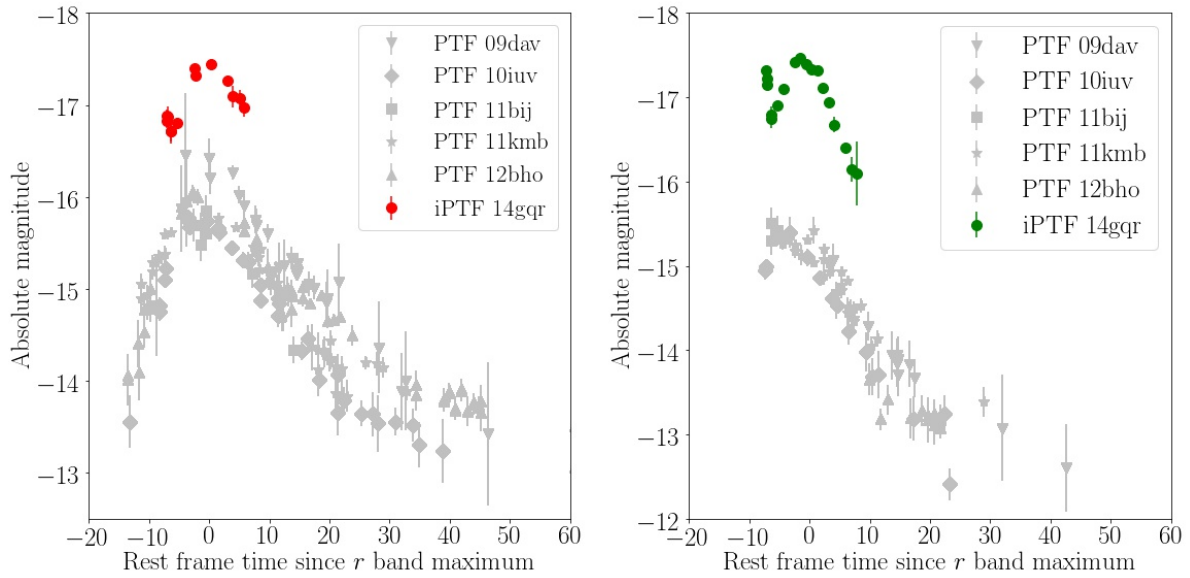 −18
−17
−16
−15
−14
−13
Absolute magnitude
PTF 09dav
PTF 10iuv
PTF 11bij
PTF 11kmb
PTF 12bho
iPTF 14gqr
−20
−10
0
10
20
30
40
50
60
Rest frame time since r band maximum
−18
−17
−16
−15
−14
−13
−12
Absolute magnitude
PTF 09dav
PTF 10iuv
PTF 11bij
PTF 11kmb
PTF 12bho
iPTF 14gqr
−20
−10
0
10
20
30
40
50
60
Rest frame time since r band maximum